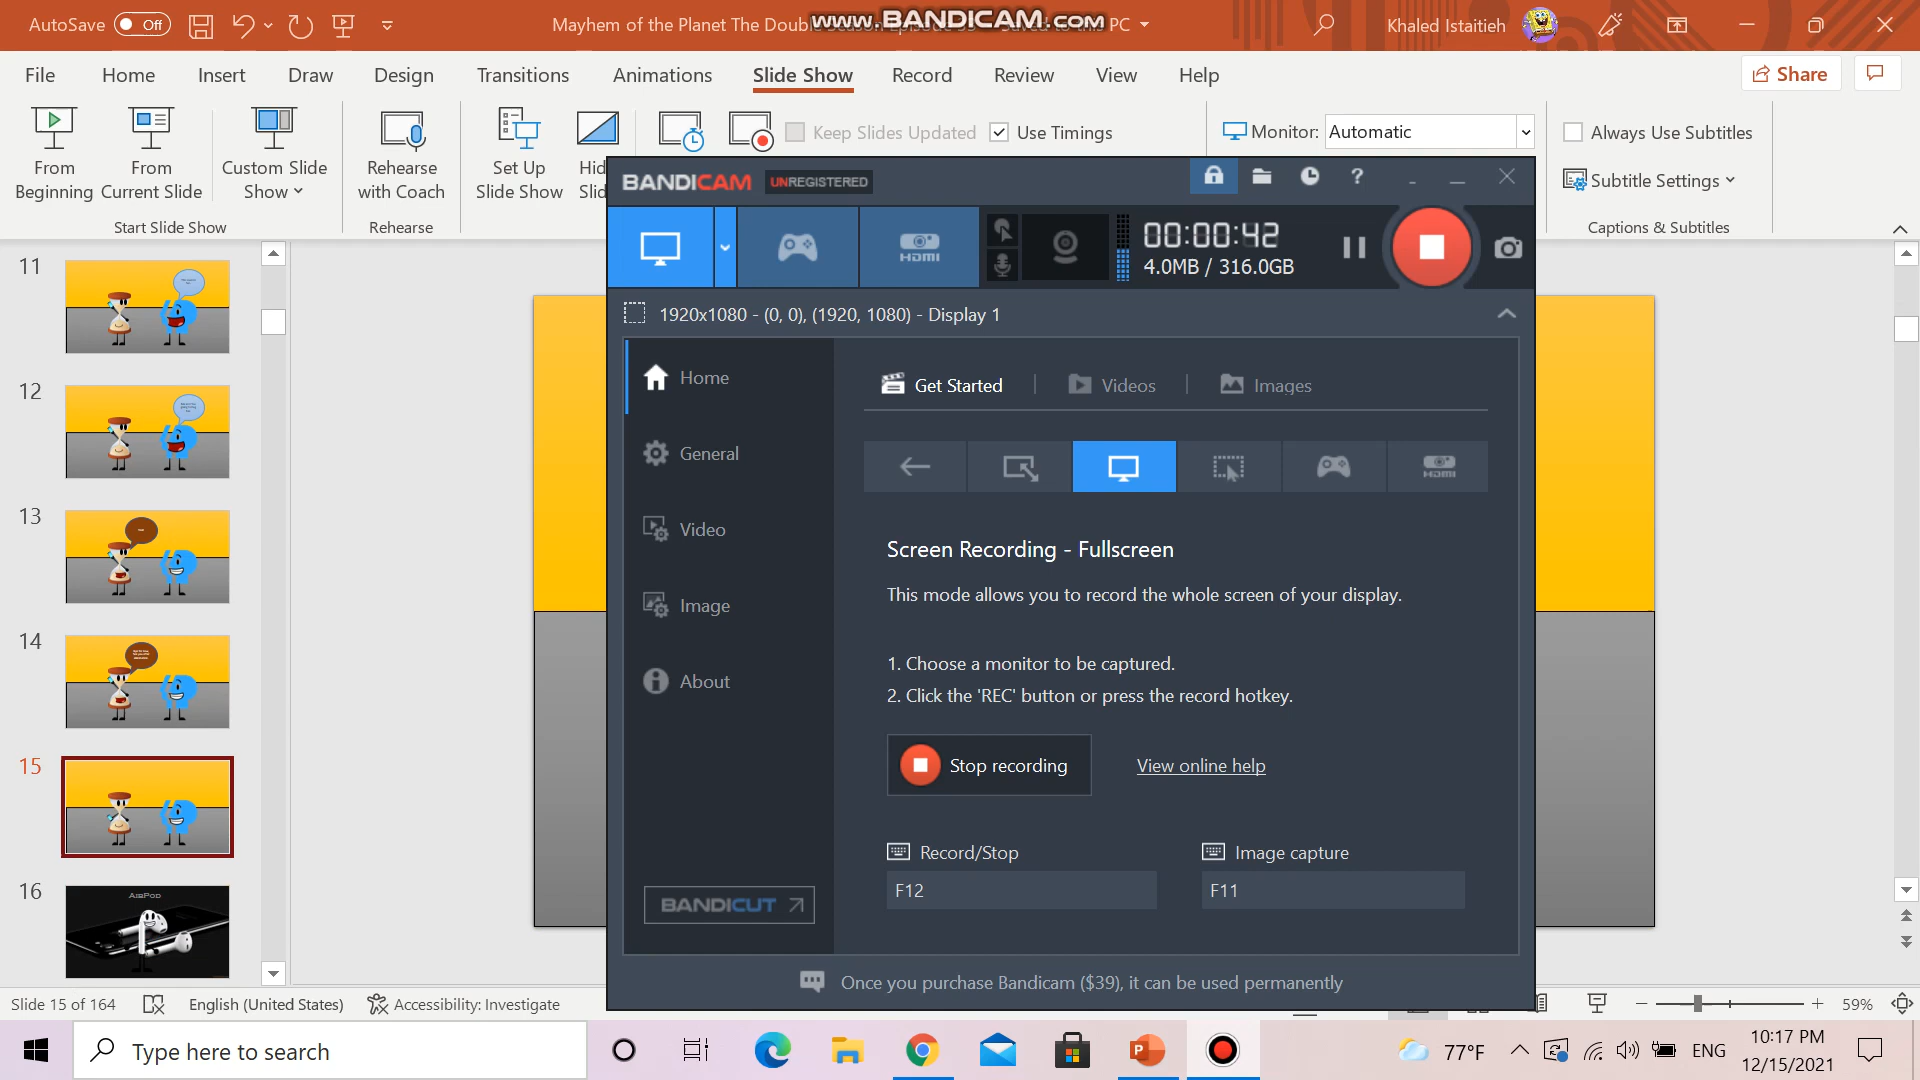 AutoSave Off
Mayhem of the Planet The Double
www.BANDICAM.com
PC
Khaled Istaitieh
File Home Insert Draw Design Transitions Animations Slide Show Record Review View Help
Share
From Beginning
From Current Slide
Custom Slide Show
Rehearse with Coach
Set Up Slide Show
Keep Slides Updated
Use Timings
Monitor: Automatic
Always Use Subtitles
Subtitle Settings
Start Slide Show
Rehearse
Captions & Subtitles
BANDICAM UNREGISTERED
HDMI
00:00:42
4.0MB / 316.0GB
1920x1080 - (0, 0), (1920, 1080) - Display 1
Home
General
Video
Image
About
BANDICUT
Get Started
Videos
Images
HDMI
Screen Recording - Fullscreen
This mode allows you to record the whole screen of your display.
1. Choose a monitor to be captured.
2. Click the 'REC' button or press the record hotkey.
Stop recording
View online help
Record/Stop
F12
Image capture
F11
Once you purchase Bandicam ($39), it can be used permanently
11
12
13
14
15
16
AirPod
Slide 15 of 164
English (United States)
Accessibility: Investigate
59%
Type here to search
77°F
ENG
10:17 PM
12/15/2021